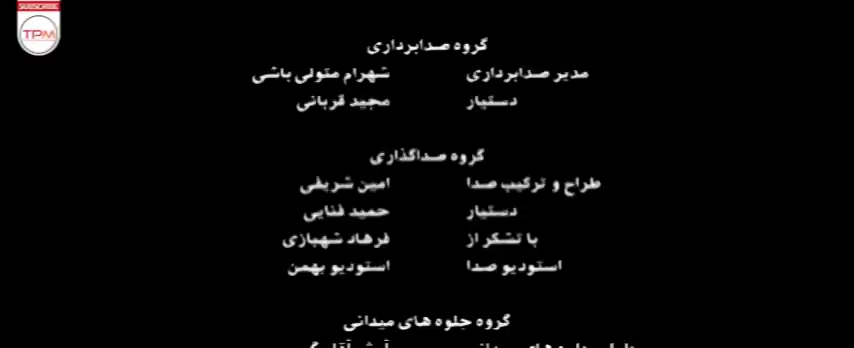 SUBSCRIBE
TPM
گروه صدابرداری
مدیر صدابرداری شهرام متولی باشی
دستیار مجید قربانی
گروه صداگذاری
طراح و ترکیب صدا امین شریفی
دستیار حمید فنایی
با تشکر از فرهاد شهبازی
استودیو صدا استودیو بهمن
گروه جلوه های میدانی